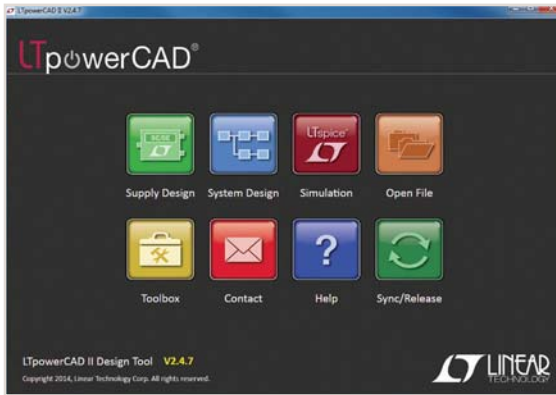 LTpowerCAD II V2.4.7
LTpowerCAD®
Supply Design
System Design
LTspice®
Simulation
Open File
Toolbox
Contact
?
Help
Sync/Release
LTpowerCAD II Design Tool V2.4.7
Copyright 2014, Linear Technology Corp. All rights reserved.
LINEAR
TECHNOLOGY